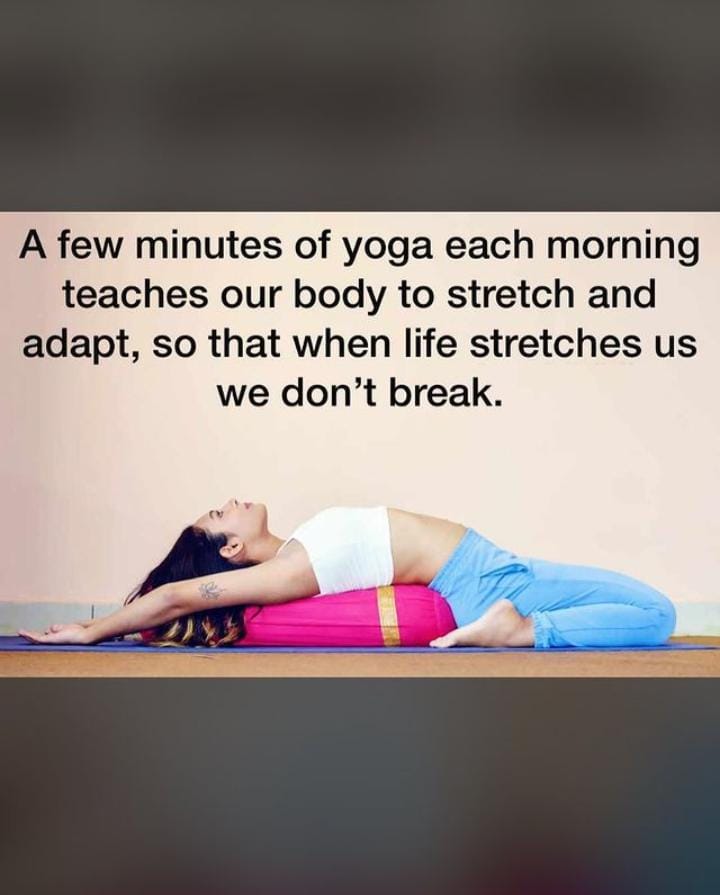 A few minutes of yoga each morning
teaches our body to stretch and
adapt, so that when life stretches us
we don’t break.